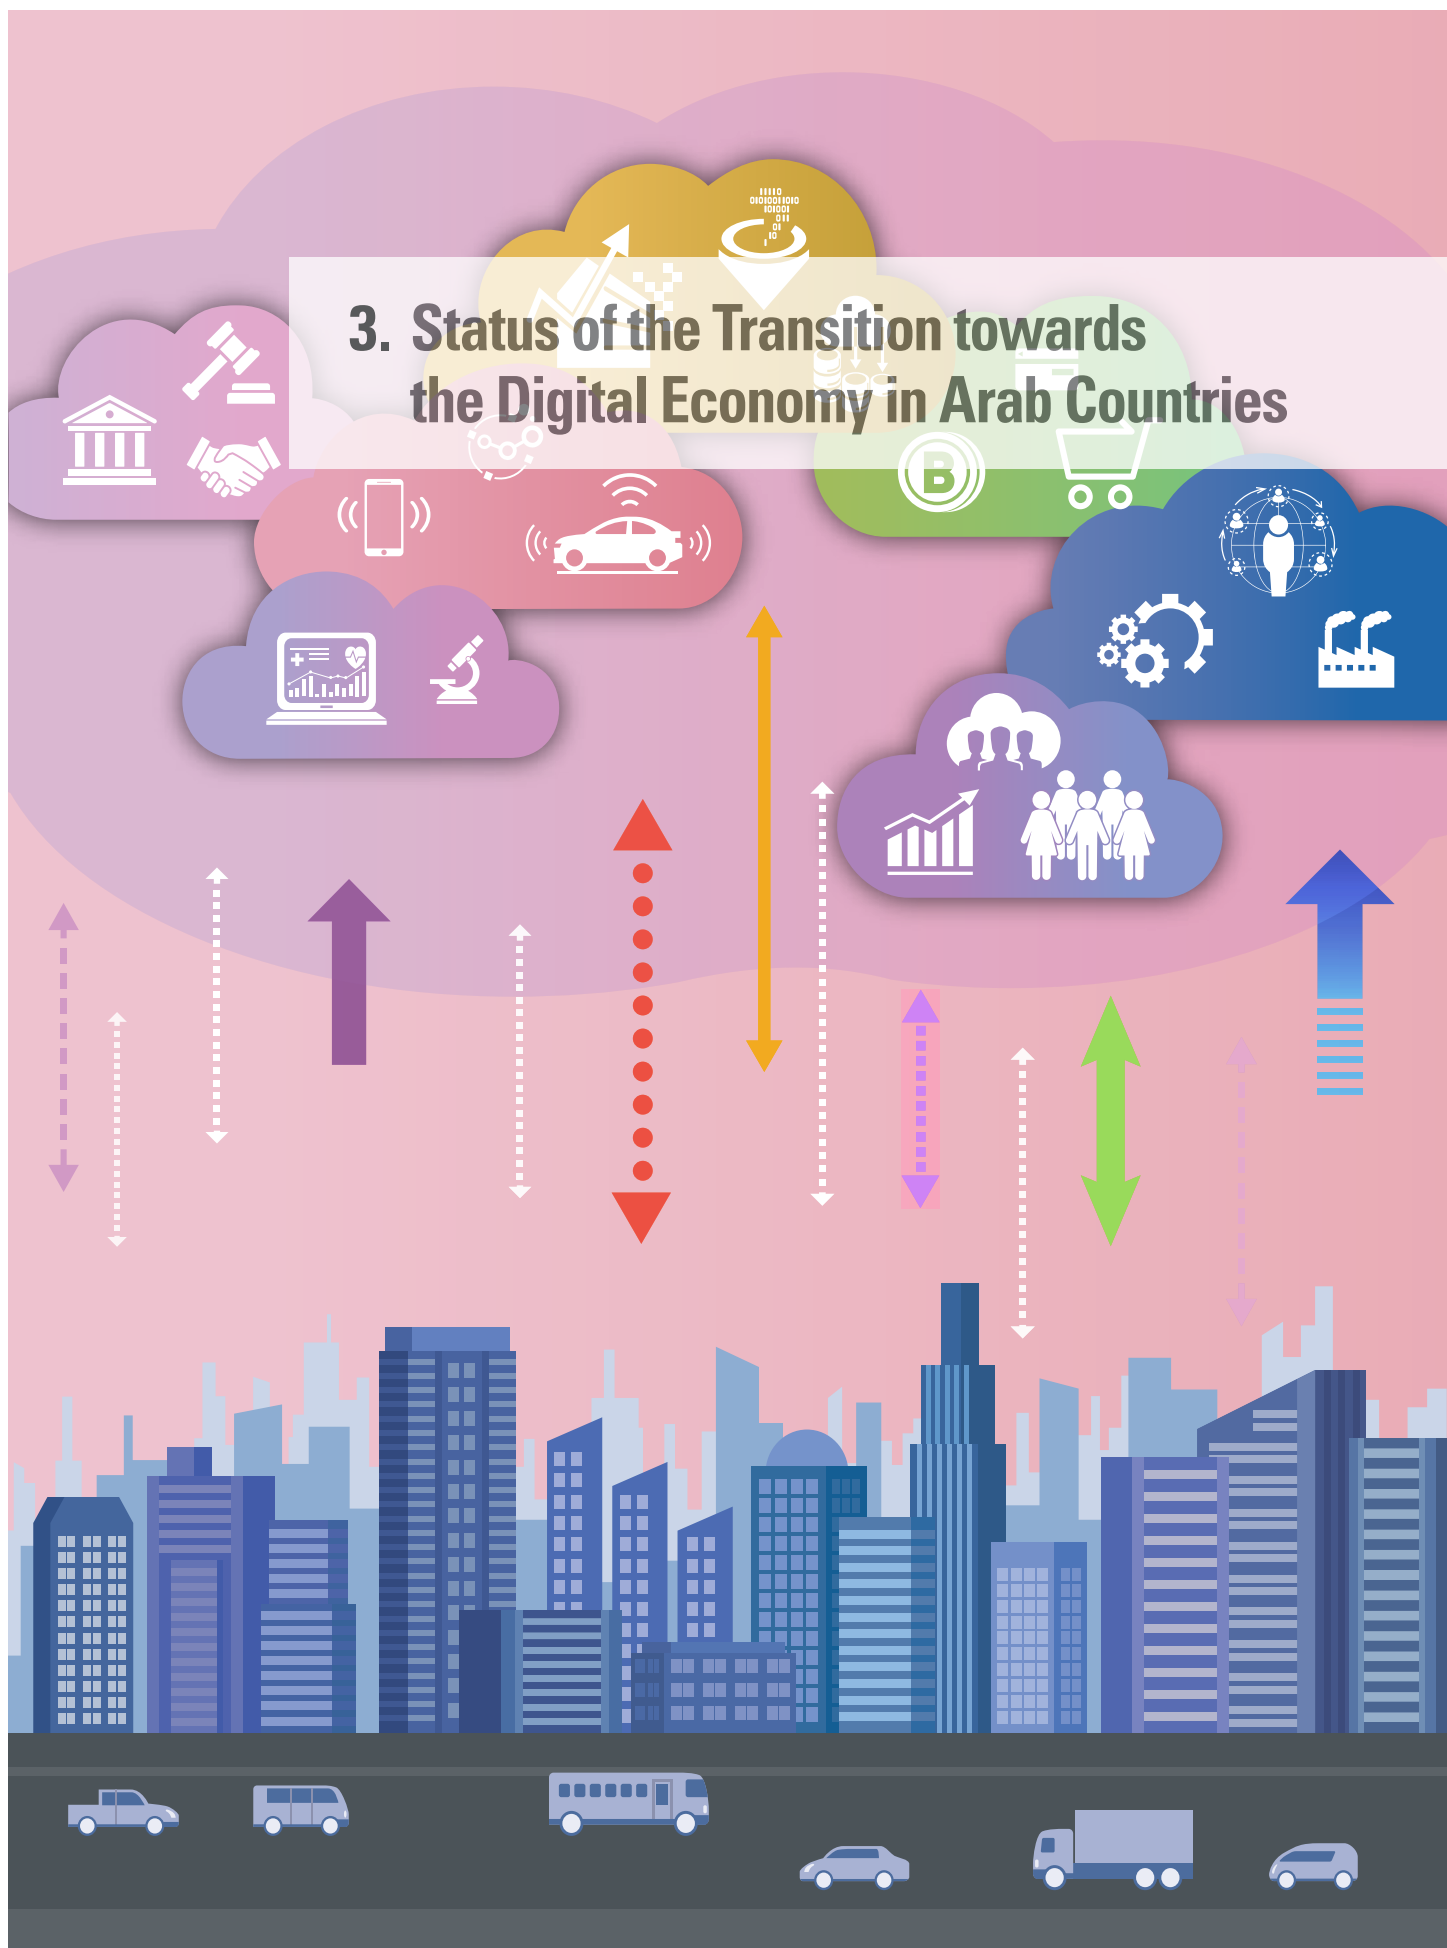 3. Status of the Transition towards
the Digital Economy in Arab Countries
B